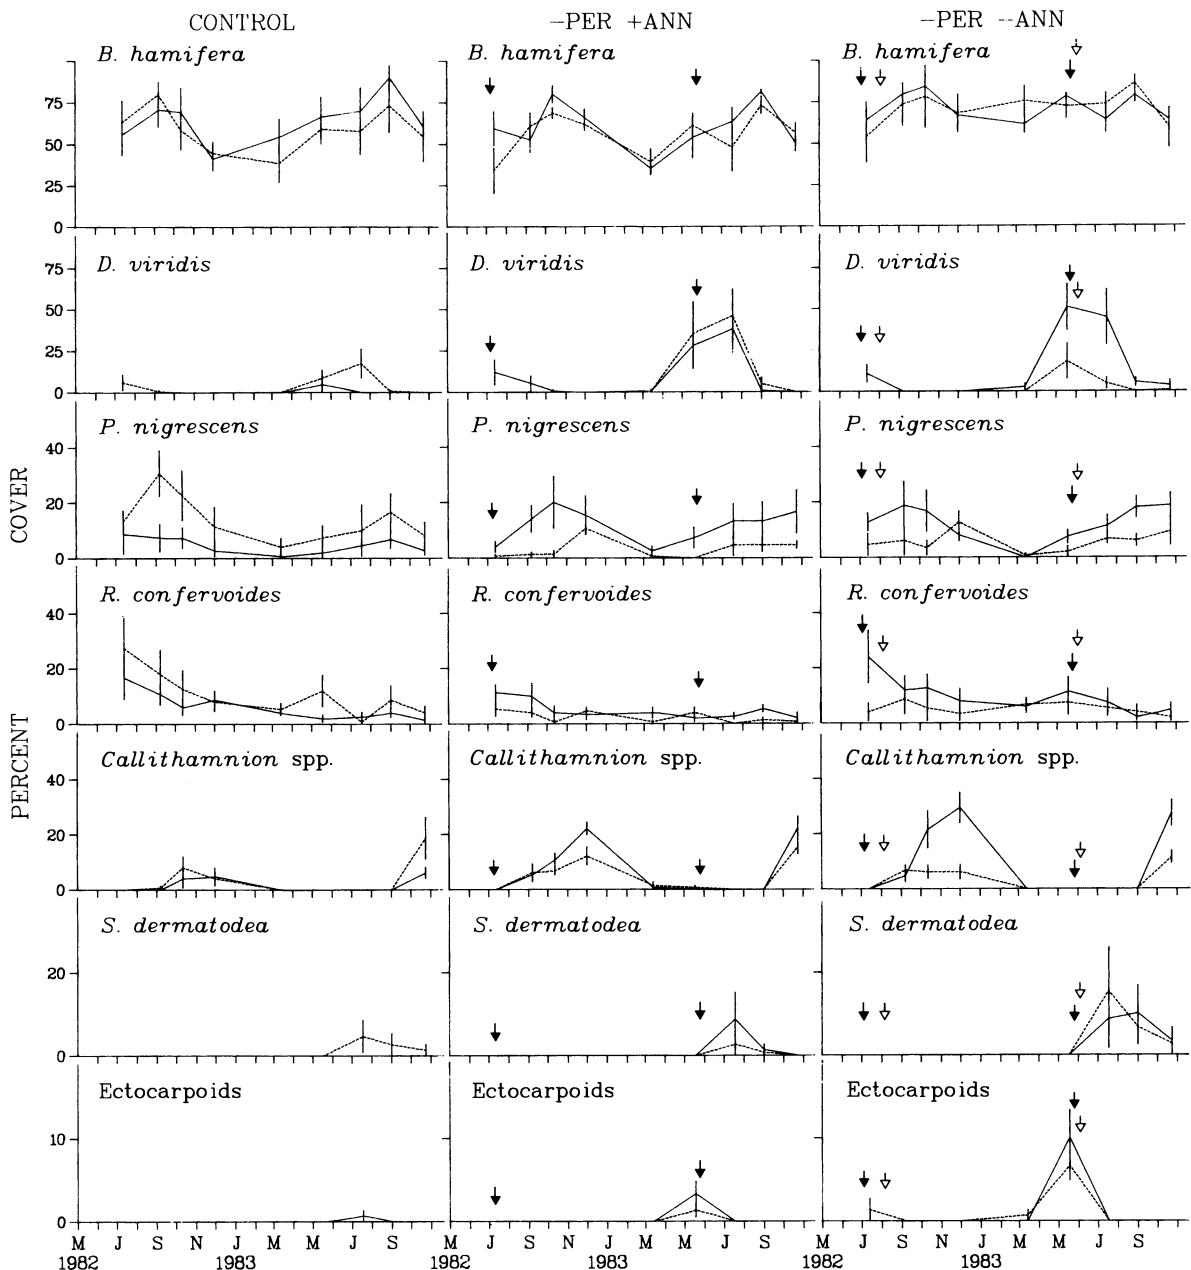 CONTROL −PER +ANN −PER −−ANN
B. hamifera B. hamifera B. hamifera
75
50
25
0
D. viridis D. viridis D. viridis
75
50
25
0
P. nigrescens P. nigrescens P. nigrescens
40
20
0
R. confervoides R. confervoides R. confervoides
40
20
0
Callithamnion spp. Callithamnion spp. Callithamnion spp.
40
20
0
S. dermatodea S. dermatodea S. dermatodea
20
0
Ectocarpoids Ectocarpoids Ectocarpoids
10
0
PERCENT COVER
M J S N J M M J S M J S N J M M J S M J S N J M M J S
1982 1983 1982 1983 1982 1983